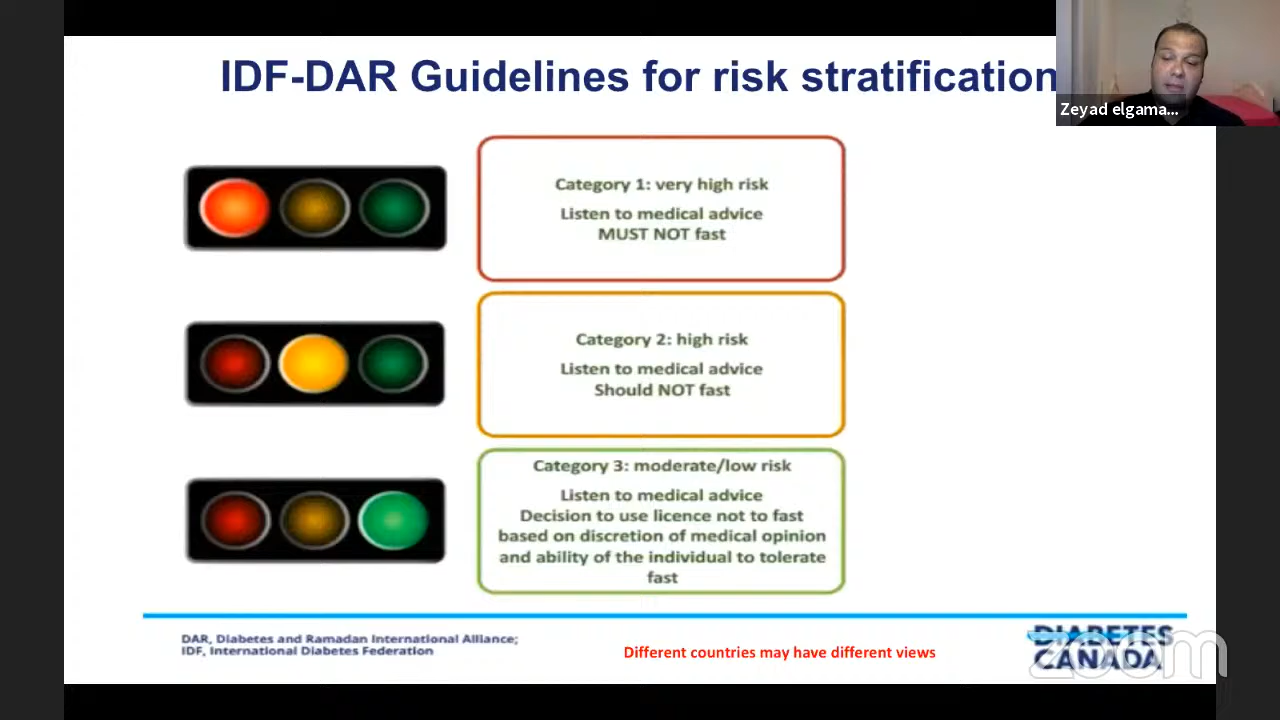 IDF-DAR Guidelines for risk stratification
Zeyad elgama...
Category 1: very high risk
Listen to medical advice
MUST NOT fast
Category 2: high risk
Listen to medical advice
Should NOT fast
Category 3: moderate/low risk
Listen to medical advice
Decision to use licence not to fast
based on discretion of medical opinion
and ability of the individual to tolerate
fast
DAR, Diabetes and Ramadan International Alliance;
IDF, International Diabetes Federation
Different countries may have different views
DIABETES
CANADA
zoom